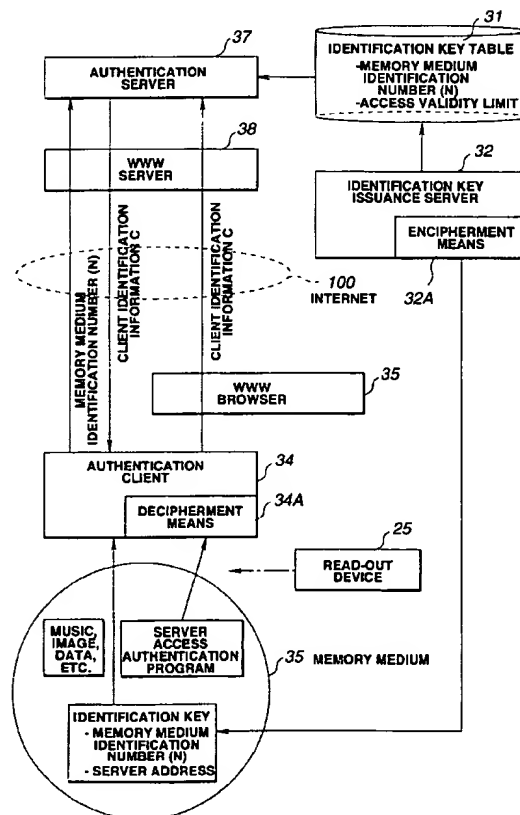 31
IDENTIFICATION KEY TABLE
-MEMORY MEDIUM
IDENTIFICATION
NUMBER (N)
-ACCESS VALIDITY LIMIT
37
AUTHENTICATION
SERVER
38
WWW
SERVER
32
IDENTIFICATION KEY
ISSUANCE SERVER
ENCIPHERMENT
MEANS
32A
MEMORY MEDIUM
IDENTIFICATION NUMBER (N)
CLIENT IDENTIFICATION
INFORMATION C
CLIENT IDENTIFICATION
INFORMATION C
100
INTERNET
35
WWW
BROWSER
34
AUTHENTICATION
CLIENT
34A
DECIPHERMENT
MEANS
25
READ-OUT
DEVICE
MUSIC,
IMAGE,
DATA,
ETC.
SERVER
ACCESS
AUTHENTICATION
PROGRAM
35 MEMORY MEDIUM
IDENTIFICATION KEY
- MEMORY MEDIUM
IDENTIFICATION
NUMBER (N)
- SERVER ADDRESS